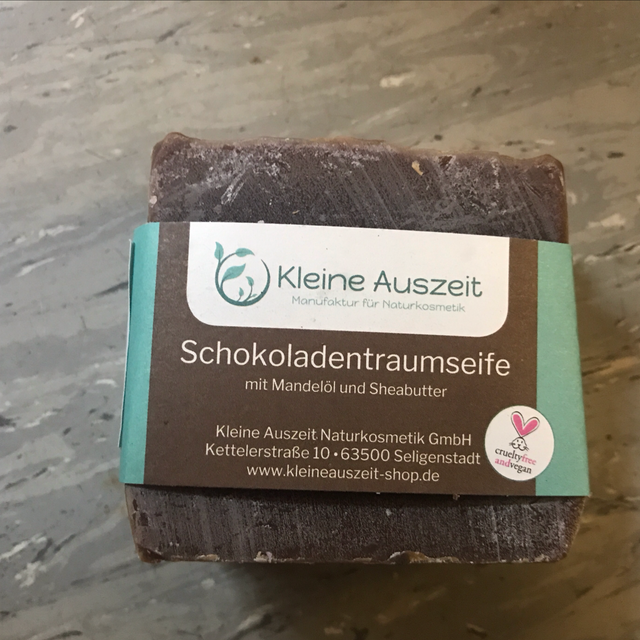 Kleine Auszeit
Manufaktur für Naturkosmetik
Schokoladentraumseife
mit Mandelöl und Sheabutter
Kleine Auszeit Naturkosmetik GmbH
Kettelerstraße 10 • 63500 Seligenstadt
www.kleineauszeit-shop.de
crueltyfree
andvegan